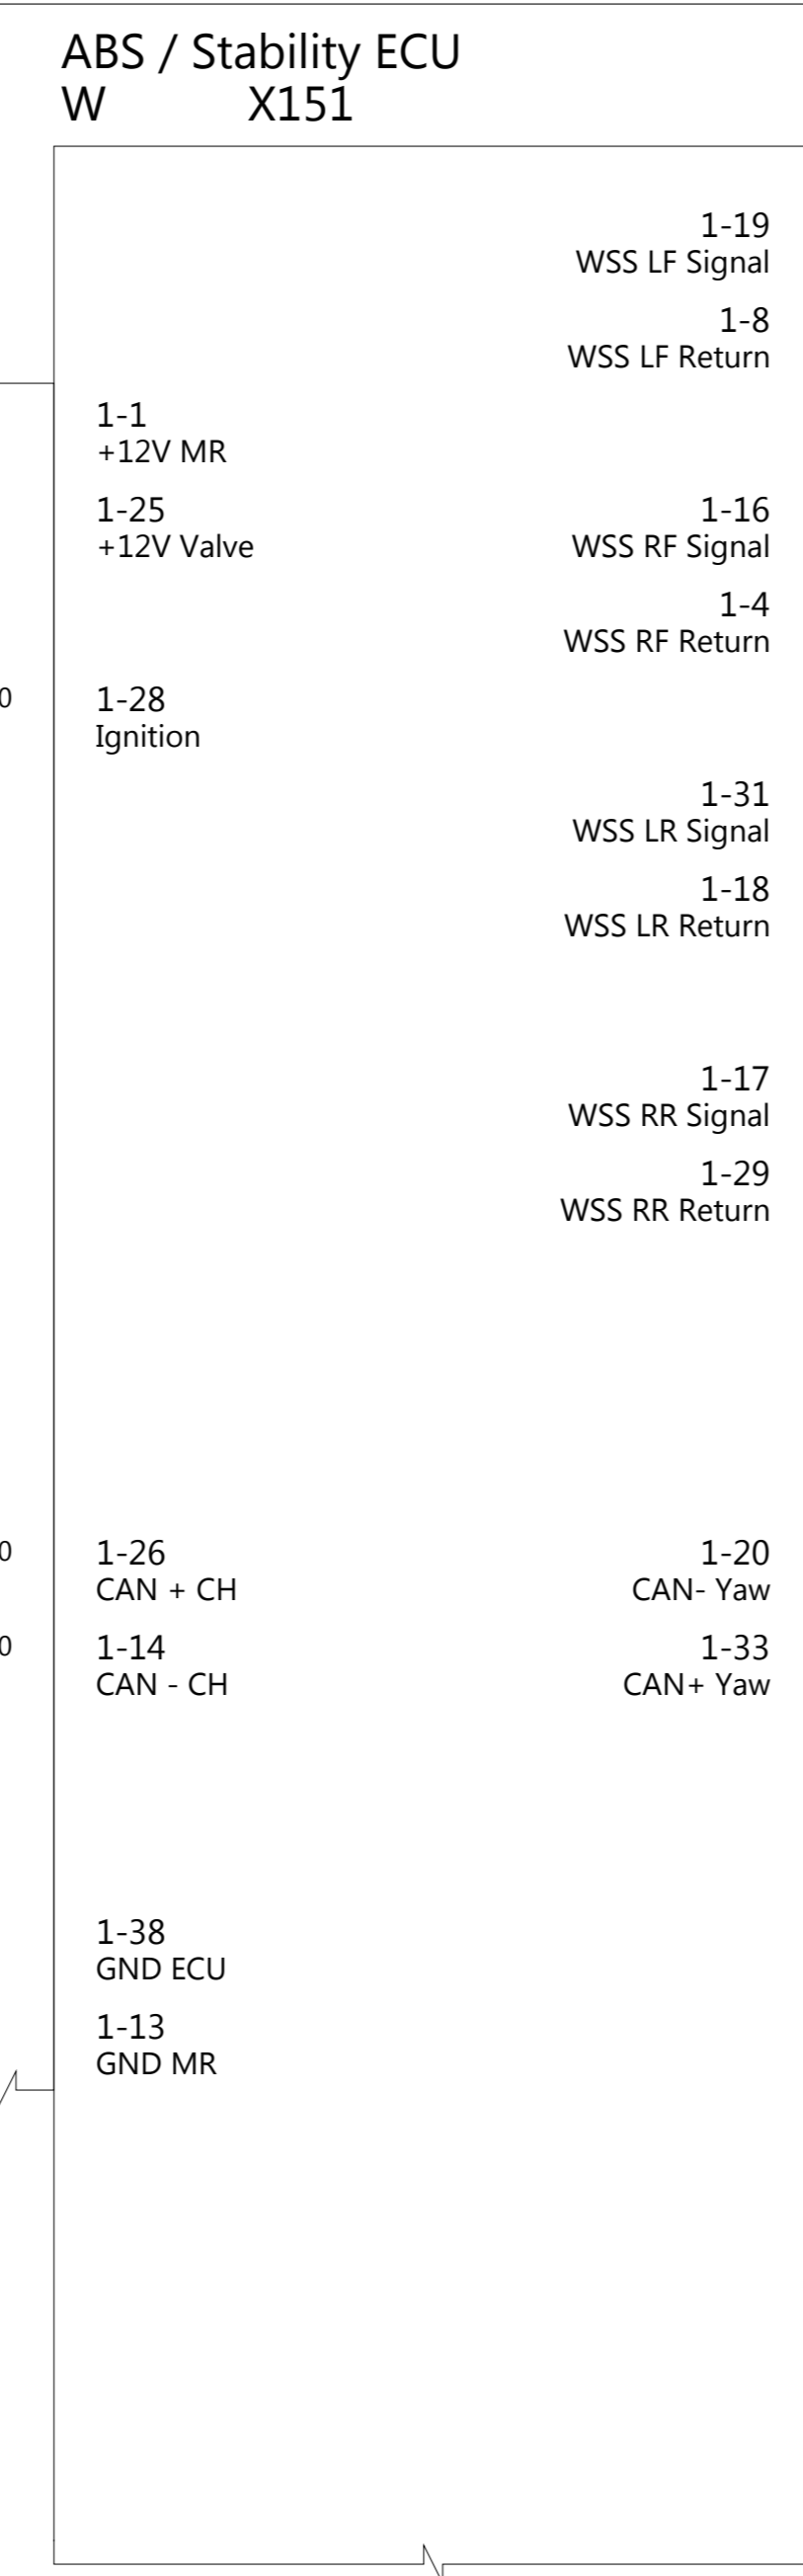 ABS / Stability ECU
W X151
1-19
WSS LF Signal
1-8
WSS LF Return
1-1
+12V MR
1-25
+12V Valve
1-16
WSS RF Signal
1-4
WSS RF Return
0
1-28
Ignition
1-31
WSS LR Signal
1-18
WSS LR Return
1-17
WSS RR Signal
1-29
WSS RR Return
0
1-26
CAN + CH
1-20
CAN- Yaw
0
1-14
CAN - CH
1-33
CAN+ Yaw
1-38
GND ECU
1-13
GND MR